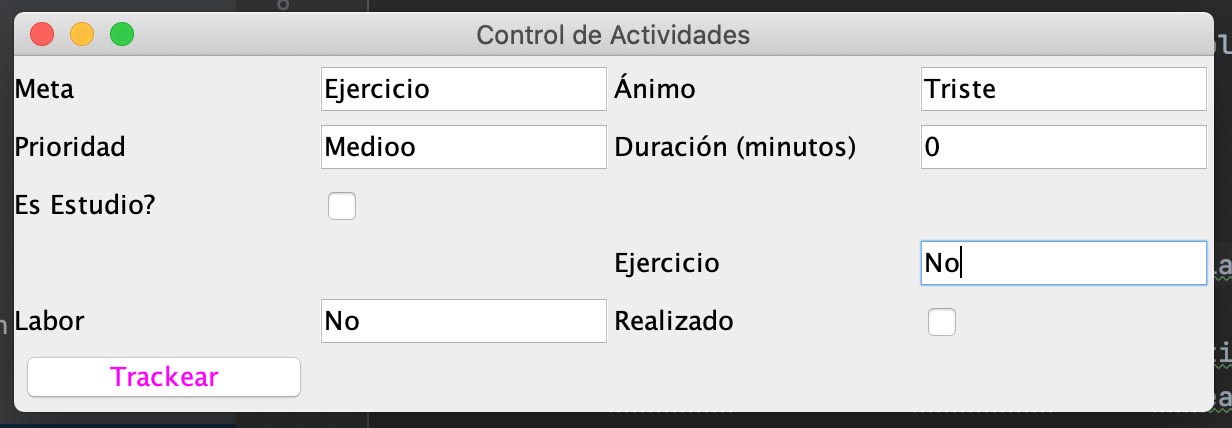 Control de Actividades
Meta Ejercicio Ánimo Triste
Prioridad Medioo Duración (minutos) 0
Es Estudio?
Ejercicio No
Labor No Realizado
Trackear